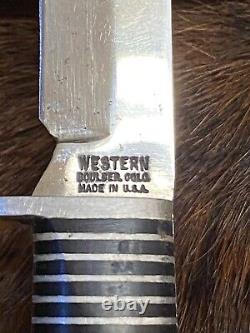 WESTERN
BOULDER, COLO.
MADE IN U.S.A.